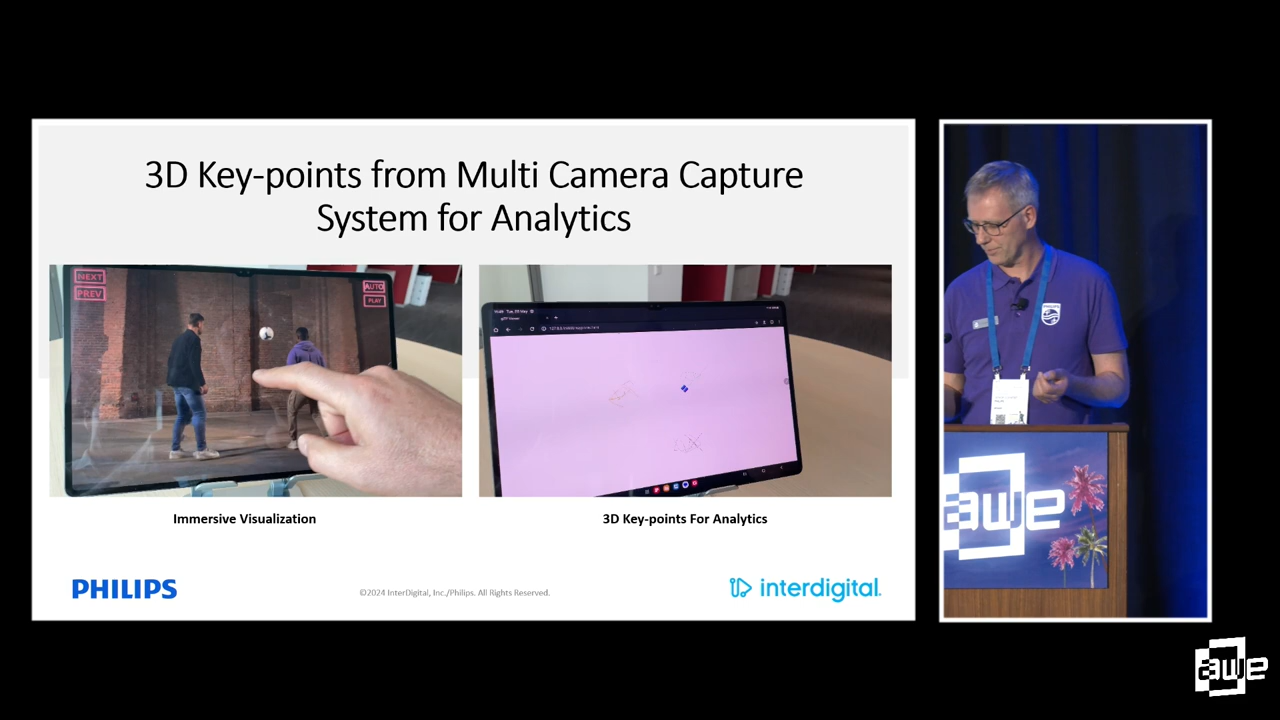 3D Key-points from Multi Camera Capture
System for Analytics
NEXT
PREV
AUTO
PLAY
Immersive Visualization
3D Key-points For Analytics
PHILIPS
©2024 InterDigital, Inc./Philips. All Rights Reserved.
interdigital
PHILIPS
awe
awe